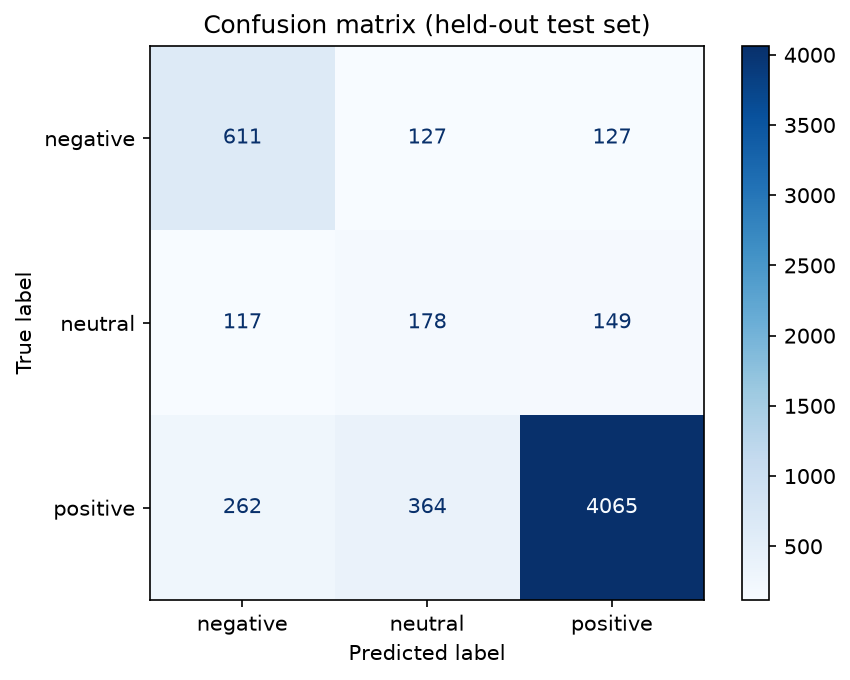 Confusion matrix (held-out test set)
negative
611
127
127
neutral
117
178
149
positive
262
364
4065
negative
neutral
positive
Predicted label
True label
4000
3500
3000
2500
2000
1500
1000
500